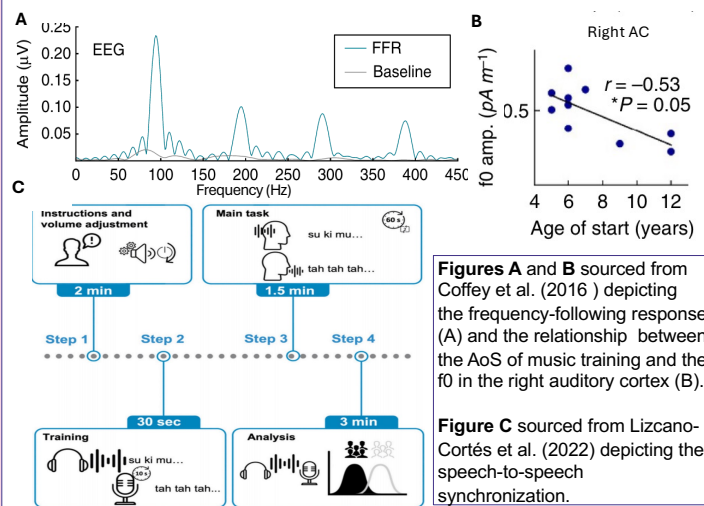 A
EEG
FFR
Baseline
Amplitude (μV)
0.25
0.20
0.15
0.10
0.05
0 50 100 150 200 250 300 350 400 450
Frequency (Hz)
B
Right AC
r = −0.53
*P = 0.05
f0 amp. (pA m⁻¹)
0.5
4 6 8 10 12
Age of start (years)
C
Instructions and
volume adjustment
2 min
Main task
60 s
su ki mu...
tah tah tah...
1.5 min
Step 1
Step 2
Step 3
Step 4
30 sec
Training
su ki mu...
10 s
tah tah tah...
3 min
Analysis
Figures A and B sourced from
Coffey et al. (2016 ) depicting
the frequency-following response
(A) and the relationship between
the AoS of music training and the
f0 in the right auditory cortex (B).
Figure C sourced from Lizcano-
Cortés et al. (2022) depicting the
speech-to-speech
synchronization.